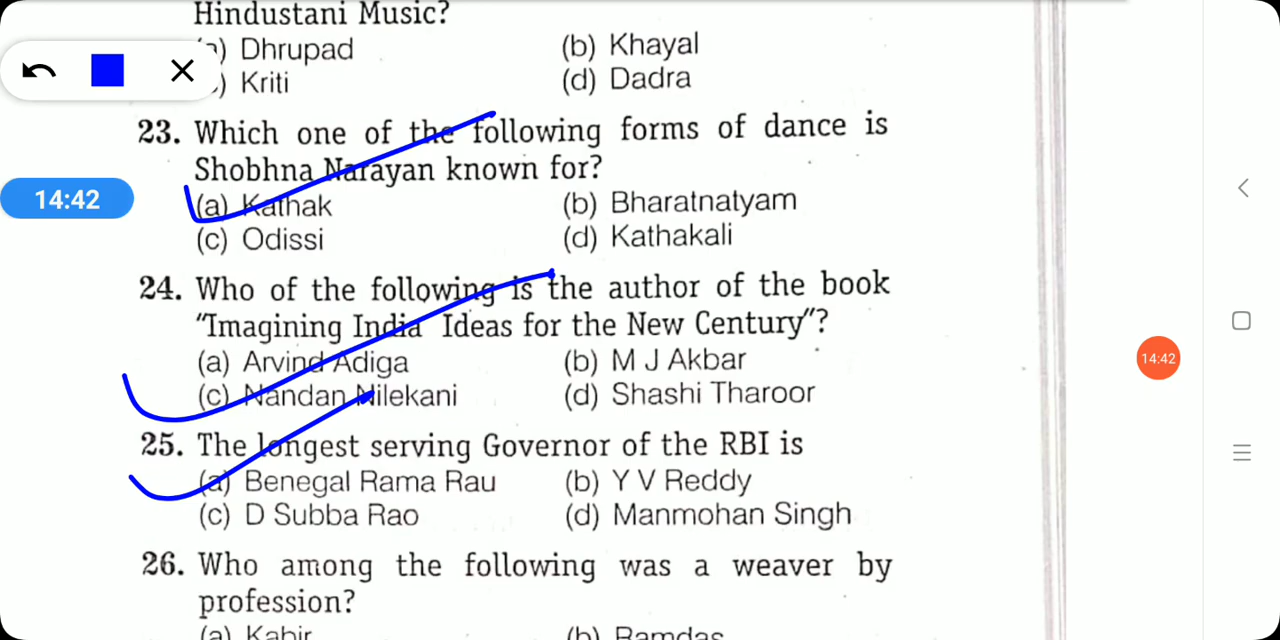 Hindustani Music?
(a) Dhrupad (b) Khayal
(c) Kriti (d) Dadra
23. Which one of the following forms of dance is
Shobhna Narayan known for?
14:42
(a) Kathak (b) Bharatnatyam
(c) Odissi (d) Kathakali
24. Who of the following is the author of the book
"Imagining India Ideas for the New Century"?
14:42
(a) Arvind Adiga (b) M J Akbar
(c) Nandan Nilekani (d) Shashi Tharoor
25. The longest serving Governor of the RBI is
(a) Benegal Rama Rau (b) Y V Reddy
(c) D Subba Rao (d) Manmohan Singh
26. Who among the following was a weaver by
profession?
(a) Kabir (b) Ramdas